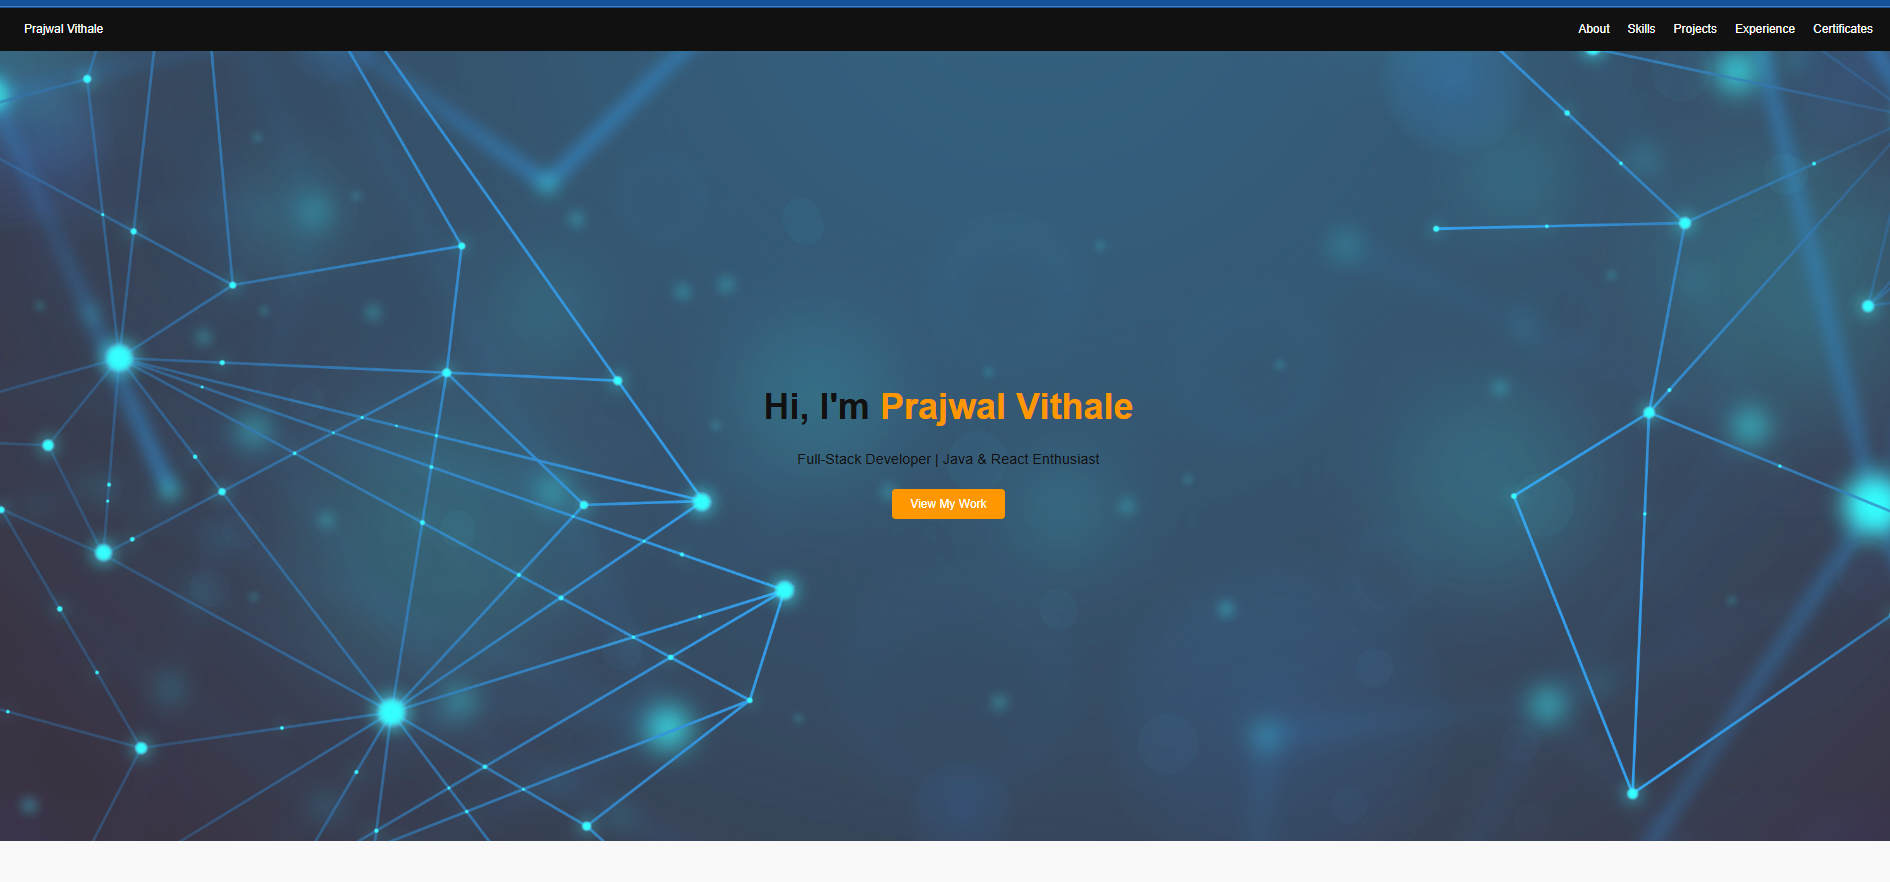 Prajwal Vithale
About Skills Projects Experience Certificates
Hi, I'm Prajwal Vithale
Full-Stack Developer | Java & React Enthusiast
View My Work